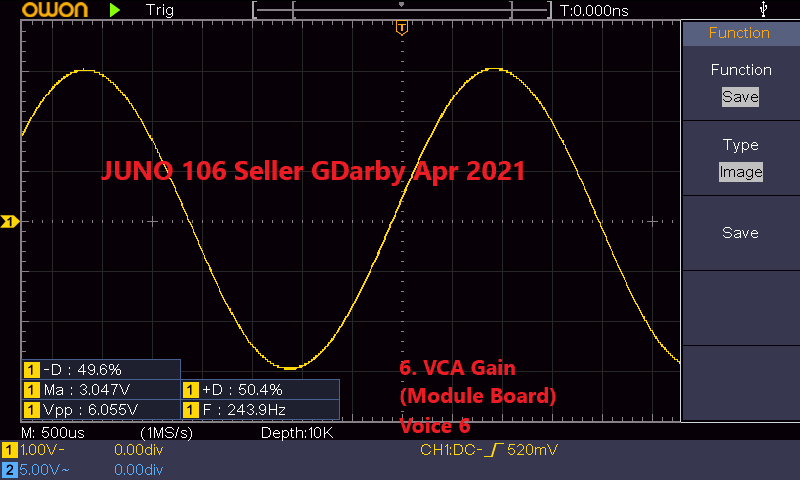 OWON Trig T:0.000ns
T
Function
Function
Save
Type
Image
Save
1
JUNO 106 Seller GDarby Apr 2021
6. VCA Gain
(Module Board)
Voice 6
1 -D : 49.6%
1 Ma : 3.047V 1 +D : 50.4%
1 Vpp : 6.055V 1 F : 243.9Hz
M: 500us (1MS/s) Depth:10K
1 1.00V- 0.00div CH1:DC- 520mV
2 5.00V~ 0.00div